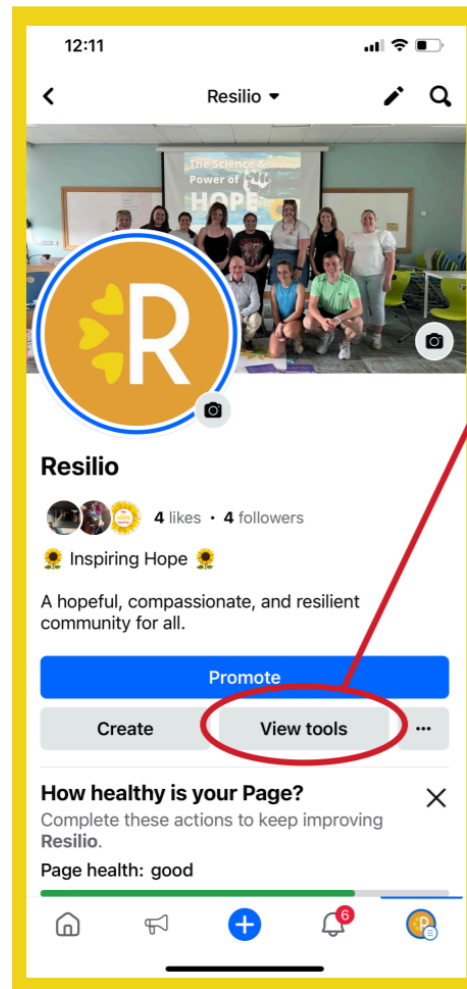 12:11
Resilio
The Science &
Power of
HOPE
R
Resilio
4 likes • 4 followers
🌻 Inspiring Hope 🌻
A hopeful, compassionate, and resilient
community for all.
Promote
Create View tools ...
How healthy is your Page?
Complete these actions to keep improving
Resilio.
Page health: good
6
R